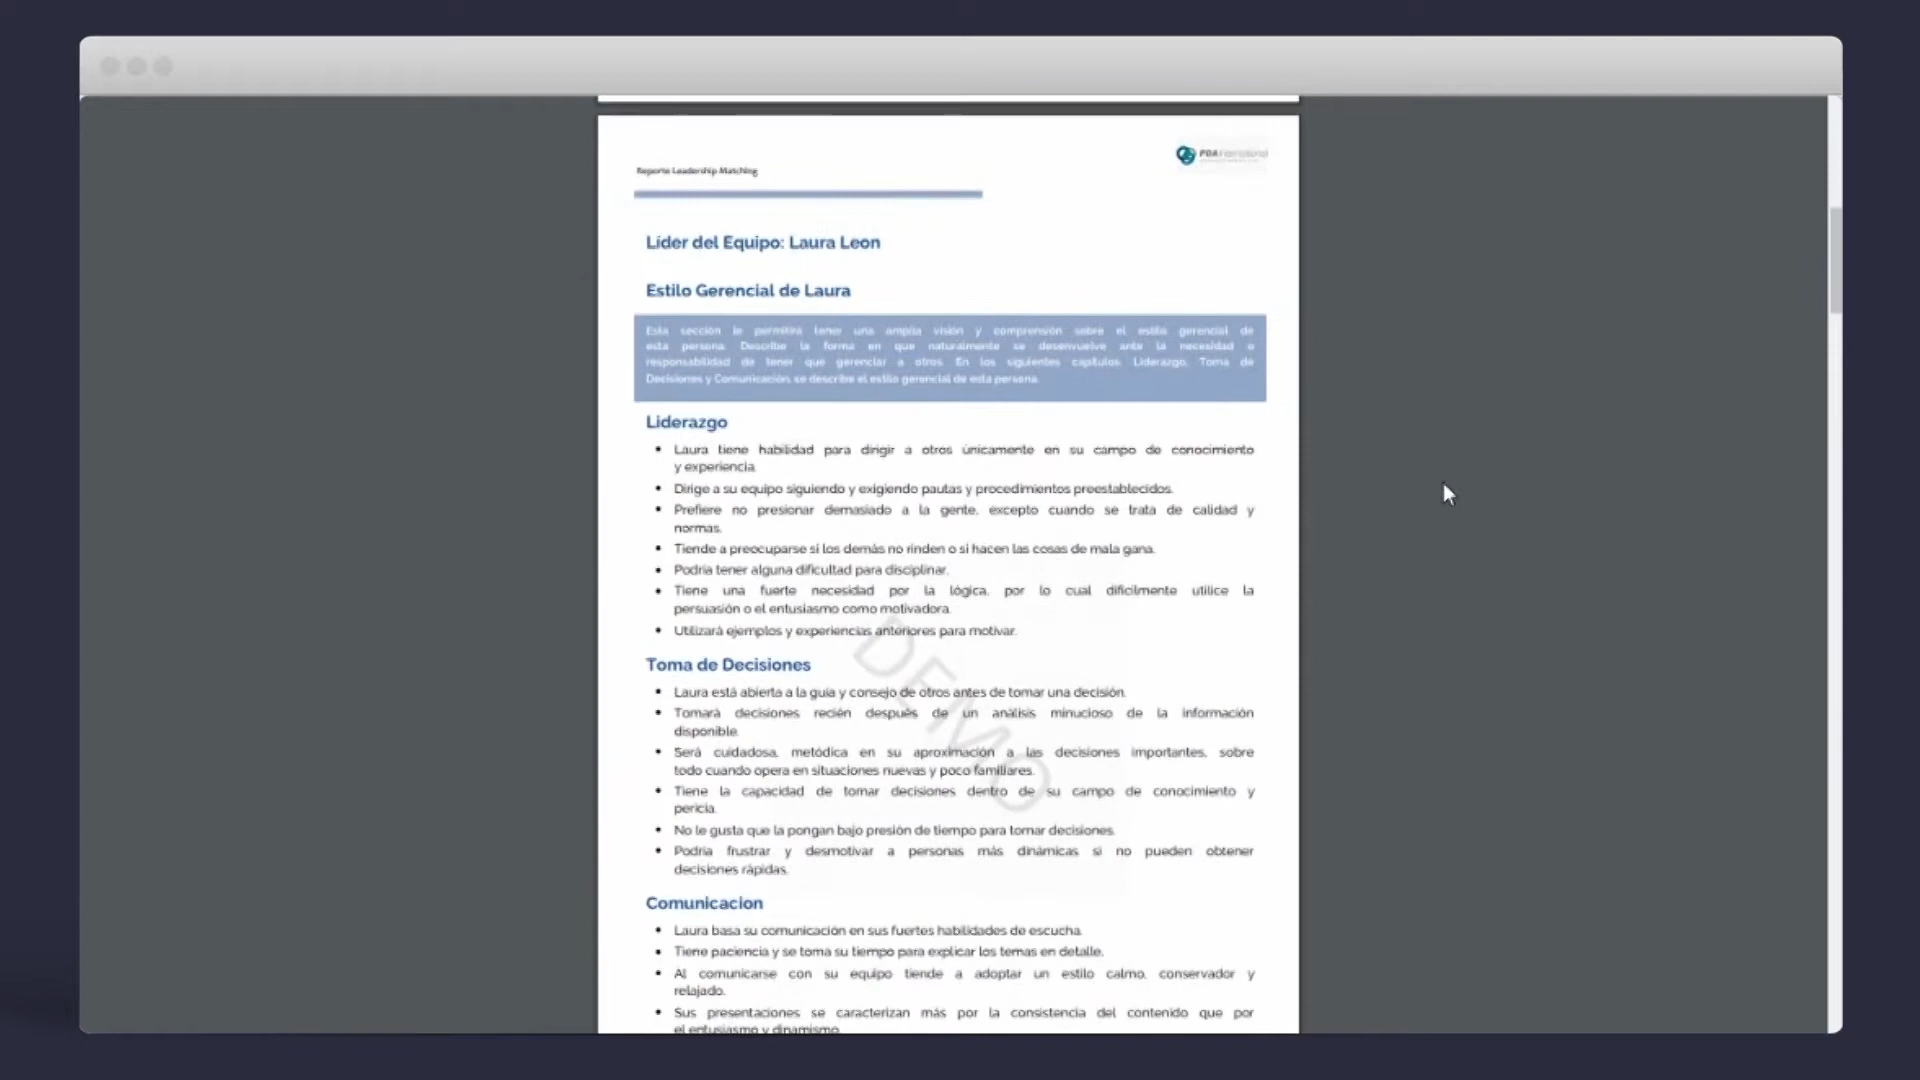 Reporte Leadership Matching
PDA International
Líder del Equipo: Laura Leon
Estilo Gerencial de Laura
Esta sección le permitirá tener una amplia visión y comprensión sobre el estilo gerencial de
esta persona. Describe la forma en que naturalmente se desenvuelve ante la necesidad o
responsabilidad de tener que gerenciar a otros. En los siguientes capítulos: Liderazgo, Toma de
Decisiones y Comunicación, se describe el estilo gerencial de esta persona.
Liderazgo
• Laura tiene habilidad para dirigir a otros únicamente en su campo de conocimiento
y experiencia.
• Dirige a su equipo siguiendo y exigiendo pautas y procedimientos preestablecidos.
• Prefiere no presionar demasiado a la gente, excepto cuando se trata de calidad y
normas.
• Tiende a preocuparse si los demás no rinden o si hacen las cosas de mala gana.
• Podría tener alguna dificultad para disciplinar.
• Tiene una fuerte necesidad por la lógica, por lo cual difícilmente utilice la
persuasión o el entusiasmo como motivadora.
• Utilizará ejemplos y experiencias anteriores para motivar.
Toma de Decisiones
• Laura está abierta a la guía y consejo de otros antes de tomar una decisión.
• Tomará decisiones recién después de un análisis minucioso de la información
disponible.
• Será cuidadosa, metódica en su aproximación a las decisiones importantes, sobre
todo cuando opera en situaciones nuevas y poco familiares.
• Tiene la capacidad de tomar decisiones dentro de su campo de conocimiento y
pericia.
• No le gusta que la pongan bajo presión de tiempo para tomar decisiones.
• Podría frustrar y desmotivar a personas más dinámicas si no pueden obtener
decisiones rápidas.
DEMO
Comunicacion
• Laura basa su comunicación en sus fuertes habilidades de escucha.
• Tiene paciencia y se toma su tiempo para explicar los temas en detalle.
• Al comunicarse con su equipo tiende a adoptar un estilo calmo, conservador y
relajado.
• Sus presentaciones se caracterizan más por la consistencia del contenido que por
el entusiasmo y dinamismo.